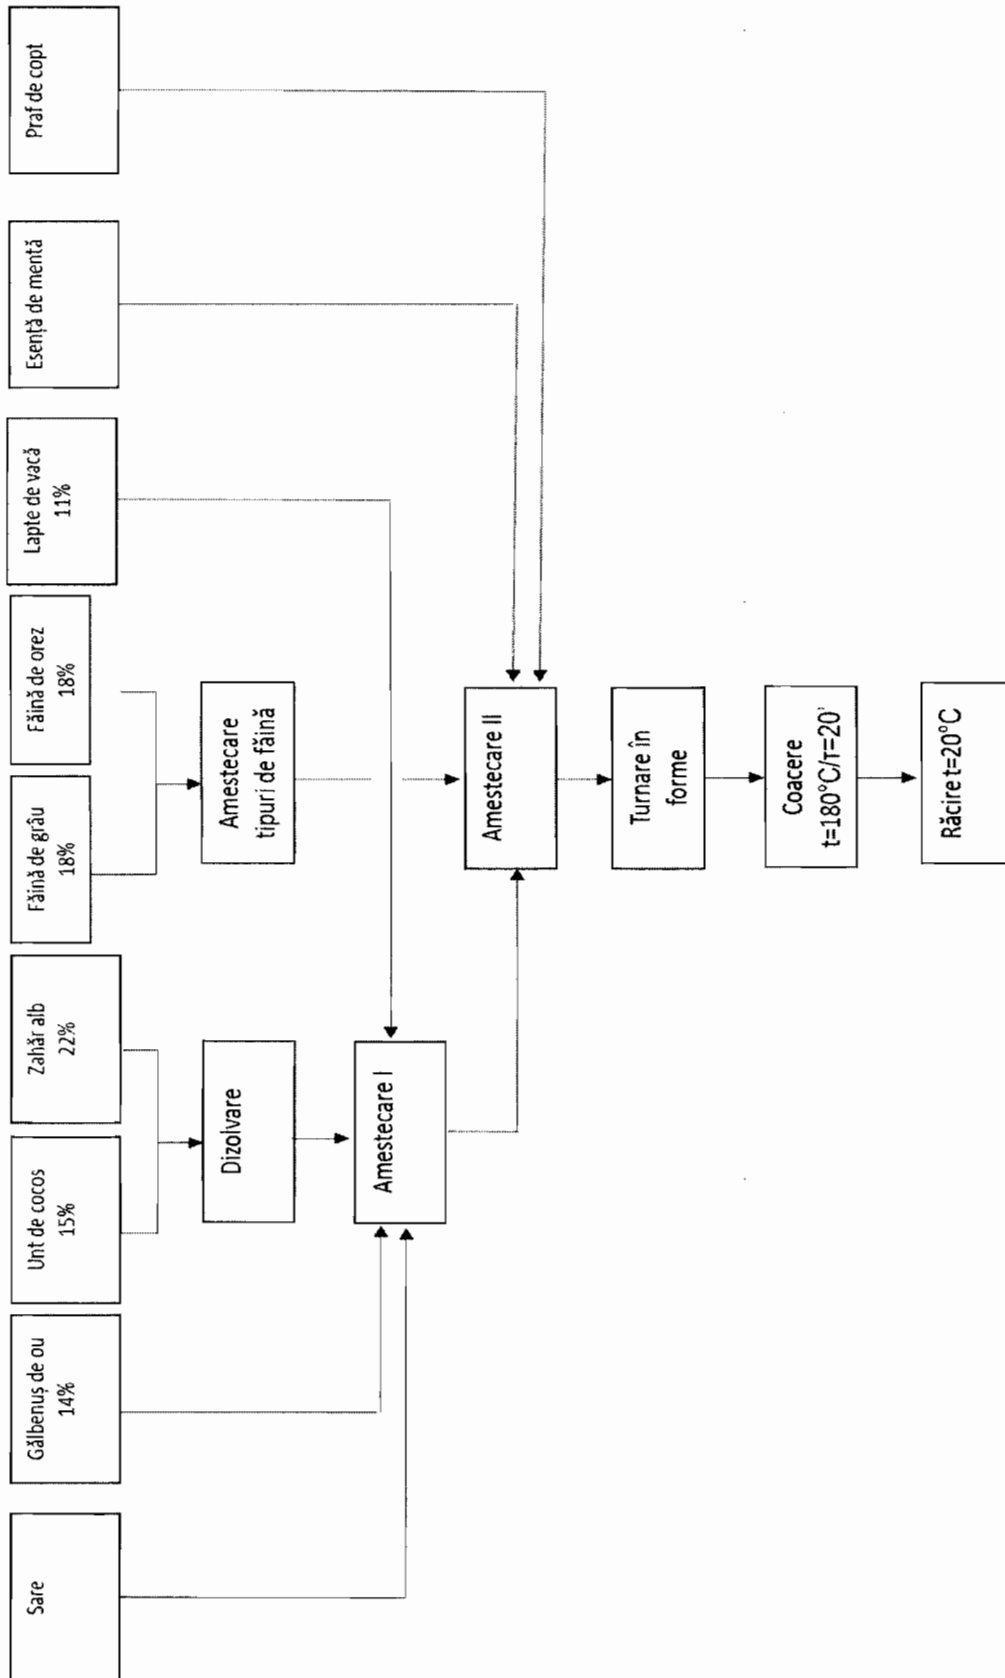 Sare
Gălbenuș de ou
14%
Unt de cocos
15%
Zahăr alb
22%
Făină de grâu
18%
Făină de orez
18%
Lapte de vacă
11%
Esență de mentă
Praf de copt
Dizolvare
Amestecare
tipuri de făină
Amestecare I
Amestecare II
Turnare în
forme
Coacere
t=180°C/τ=20'
Răcire t=20°C